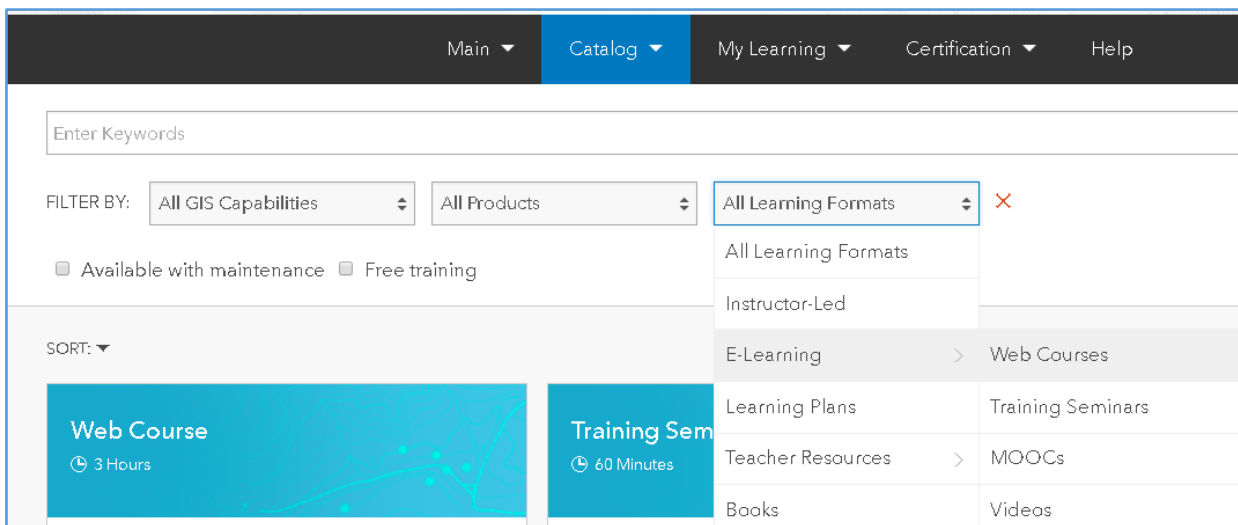 Main Catalog My Learning Certification Help
Enter Keywords
FILTER BY: All GIS Capabilities All Products All Learning Formats
All Learning Formats
Available with maintenance Free training
Instructor-Led
SORT: E-Learning Web Courses
Learning Plans Training Seminars
Web Course Training Sem
3 Hours 60 Minutes Teacher Resources MOOCs
Books Videos